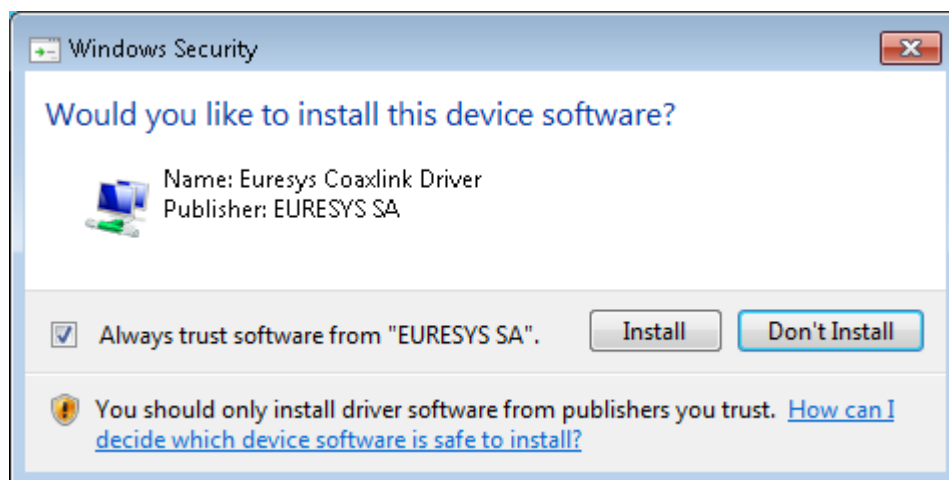 Windows Security
Would you like to install this device software?
Name: Euresys Coaxlink Driver
Publisher: EURESYS SA
Always trust software from "EURESYS SA".
Install
Don't Install
You should only install driver software from publishers you trust. How can I
decide which device software is safe to install?